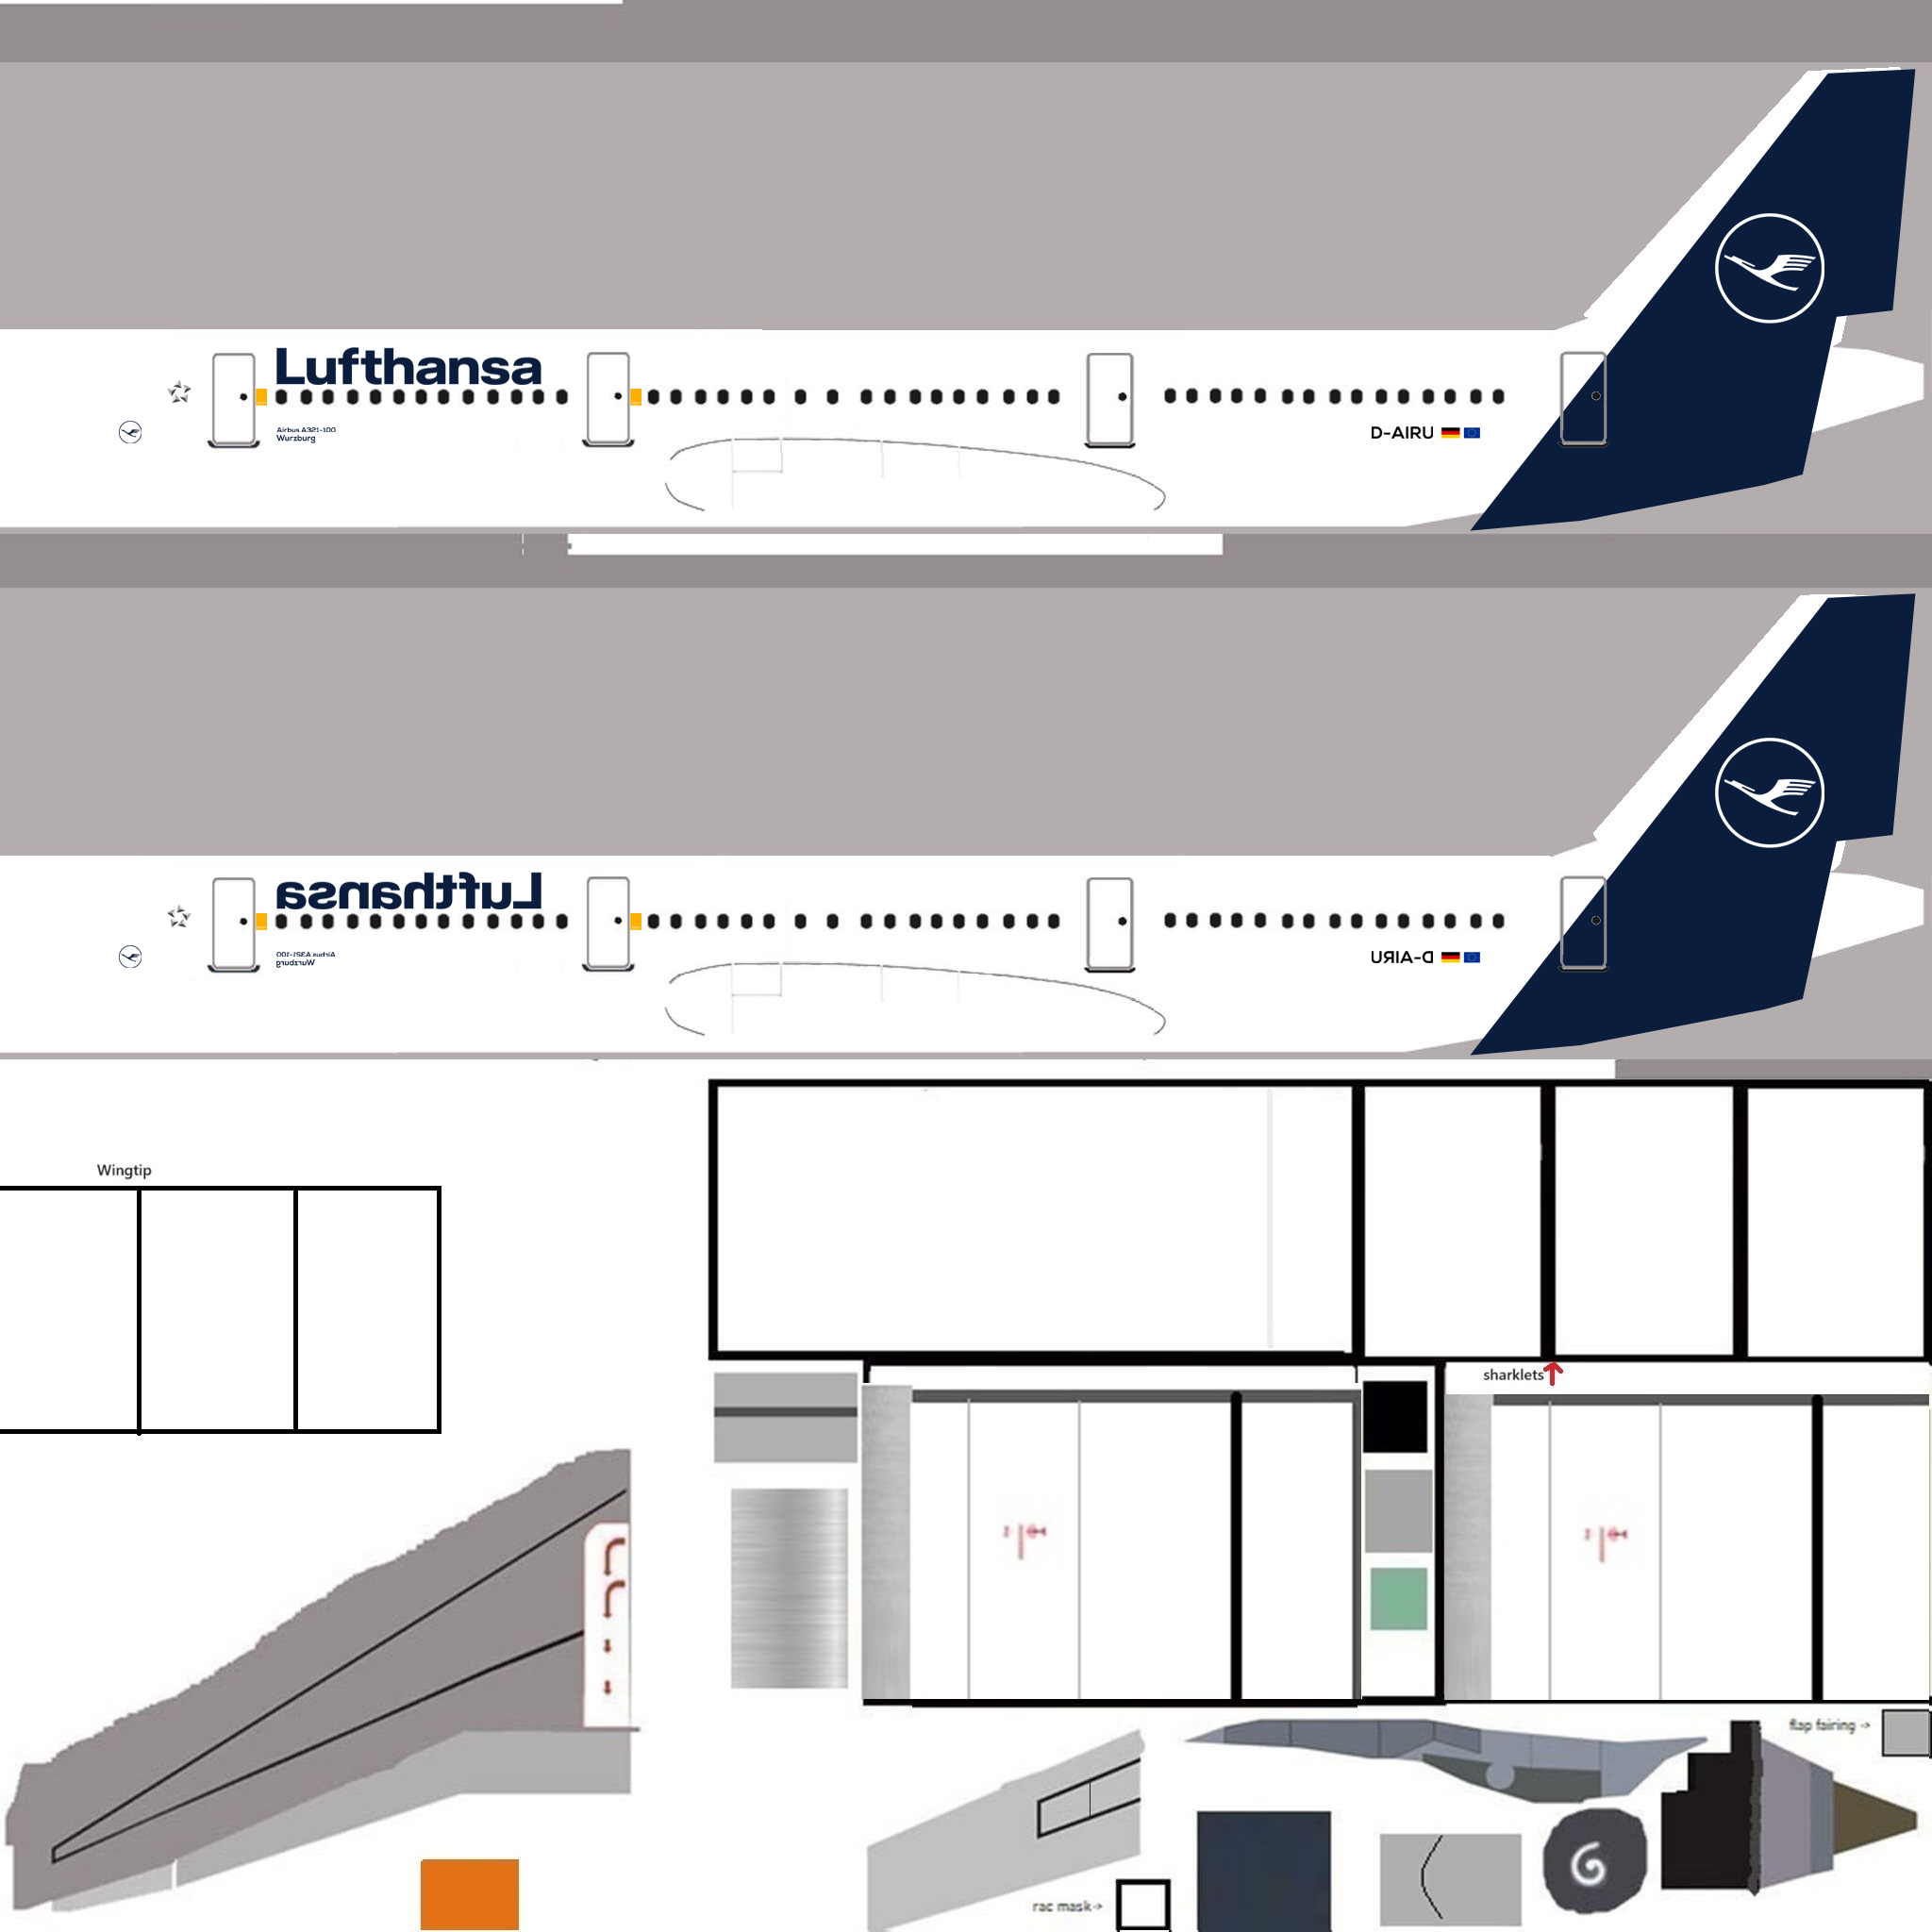 Lufthansa
Airbus A321-100
Wurzburg
D-AIRU
Lufthansa
Airbus A321-100
Wurzburg
D-AIRU
Wingtip
sharklets
flap fairing ->
rac mask->